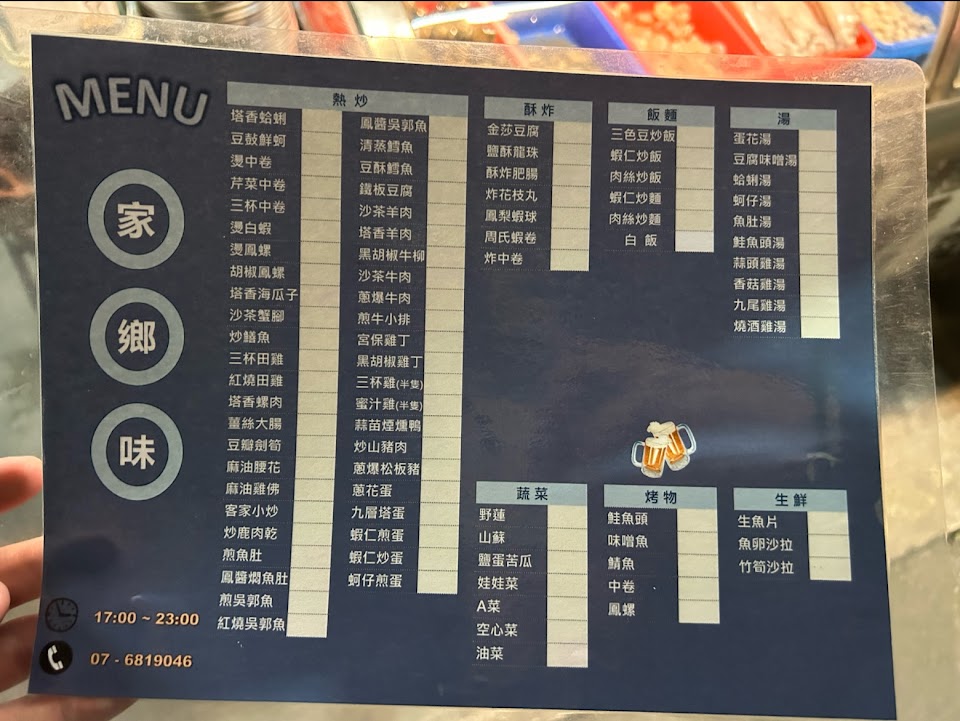 MENU
家
鄉
味
17:00 ~ 23:00
07 - 6819046
熱炒
塔香蛤蜊
豆鼓鮮蚵
燙中卷
芹菜中卷
三杯中卷
燙白蝦
燙鳳螺
胡椒鳳螺
塔香海瓜子
沙茶蟹腳
炒鱔魚
三杯田雞
紅燒田雞
塔香螺肉
薑絲大腸
豆瓣劍筍
麻油腰花
麻油雞佛
客家小炒
炒鹿肉乾
煎魚肚
鳳醬燜魚肚
煎吳郭魚
紅燒吳郭魚
鳳醬吳郭魚
清蒸鱈魚
豆酥鱈魚
鐵板豆腐
沙茶羊肉
塔香羊肉
黑胡椒牛柳
沙茶牛肉
蔥爆牛肉
煎牛小排
宮保雞丁
黑胡椒雞丁
三杯雞(半隻)
蜜汁雞(半隻)
蒜苗煙燻鴨
炒山豬肉
蔥爆松板豬
蔥花蛋
九層塔蛋
蝦仁煎蛋
蝦仁炒蛋
蚵仔煎蛋
酥炸
金莎豆腐
鹽酥龍珠
酥炸肥腸
炸花枝丸
鳳梨蝦球
周氏蝦卷
炸中卷
飯麵
三色豆炒飯
蝦仁炒飯
肉絲炒飯
蝦仁炒麵
肉絲炒麵
白飯
湯
蛋花湯
豆腐味噌湯
蛤蜊湯
蚵仔湯
魚肚湯
鮭魚頭湯
蒜頭雞湯
香菇雞湯
九尾雞湯
燒酒雞湯
蔬菜
野蓮
山蘇
鹽蛋苦瓜
娃娃菜
A菜
空心菜
油菜
烤物
鮭魚頭
味噌魚
鯖魚
中卷
鳳螺
生鮮
生魚片
魚卵沙拉
竹筍沙拉